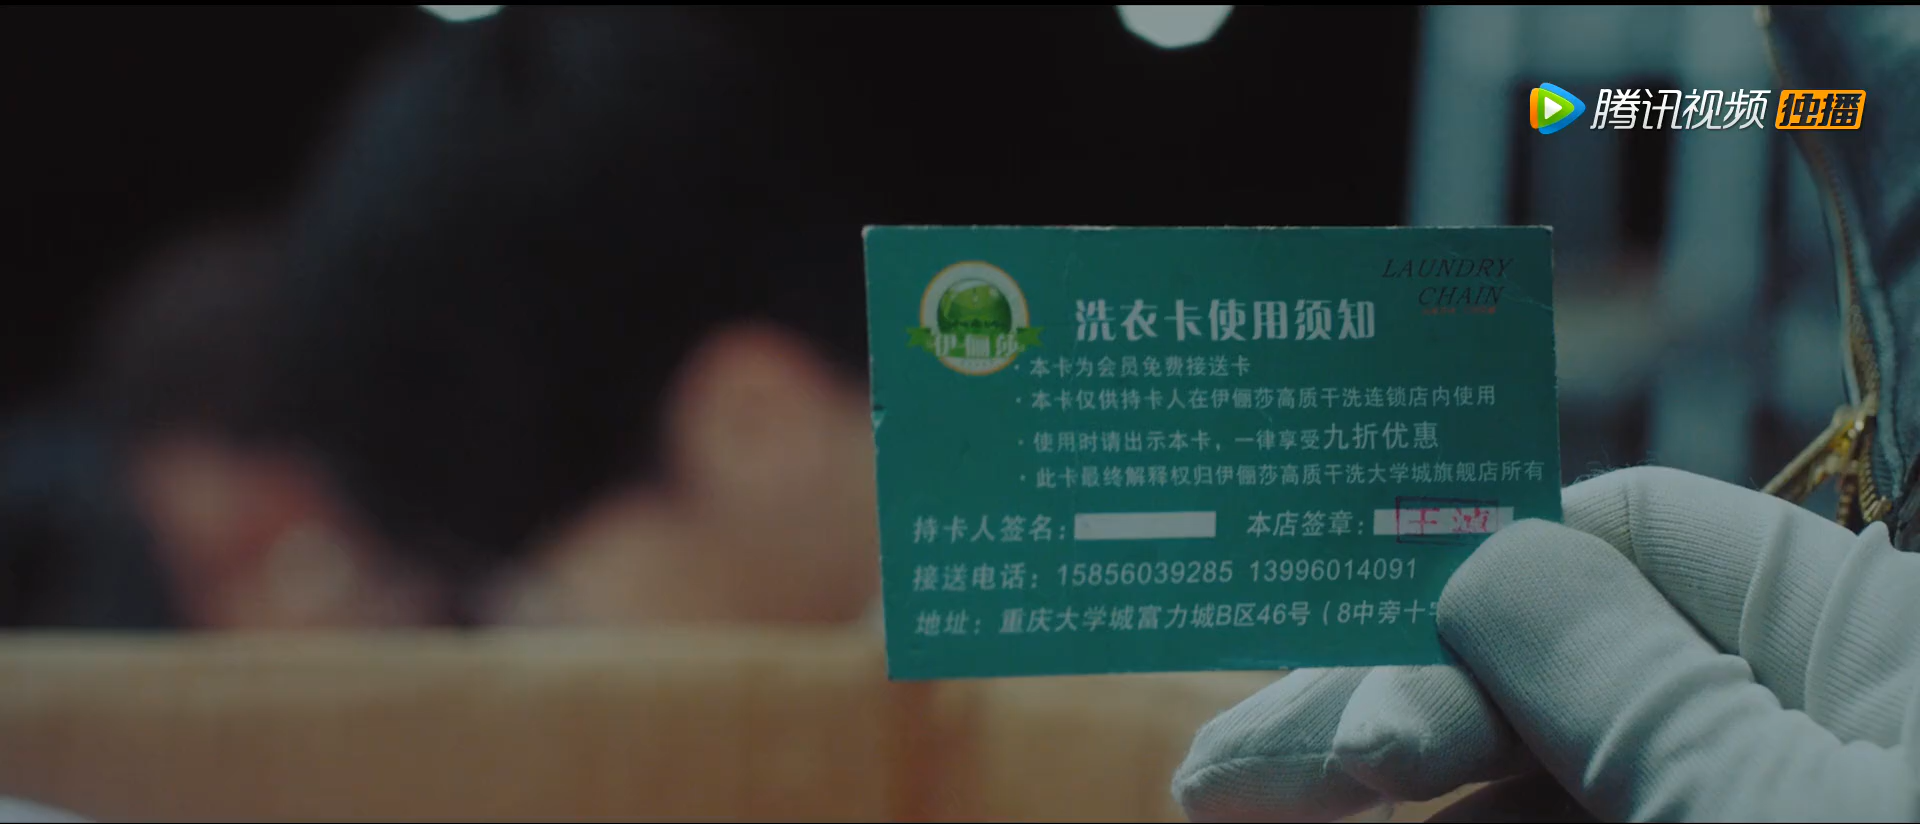 腾讯视频 独播
LAUNDRY
CHAIN
伊俪莎
洗衣卡使用须知
·本卡为会员免费接送卡
·本卡仅供持卡人在伊俪莎高质干洗连锁店内使用
·使用时请出示本卡，一律享受九折优惠
·此卡最终解释权归伊俪莎高质干洗大学城旗舰店所有
持卡人签名： 本店签章：
接送电话：15856039285 13996014091
地址：重庆大学城富力城B区46号（8中旁十